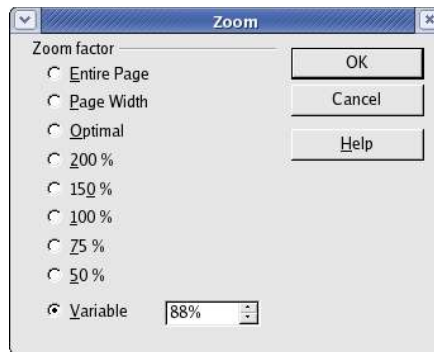 Zoom
Zoom factor
Entire Page
Page Width
Optimal
200 %
150 %
100 %
75 %
50 %
Variable 88%
OK
Cancel
Help